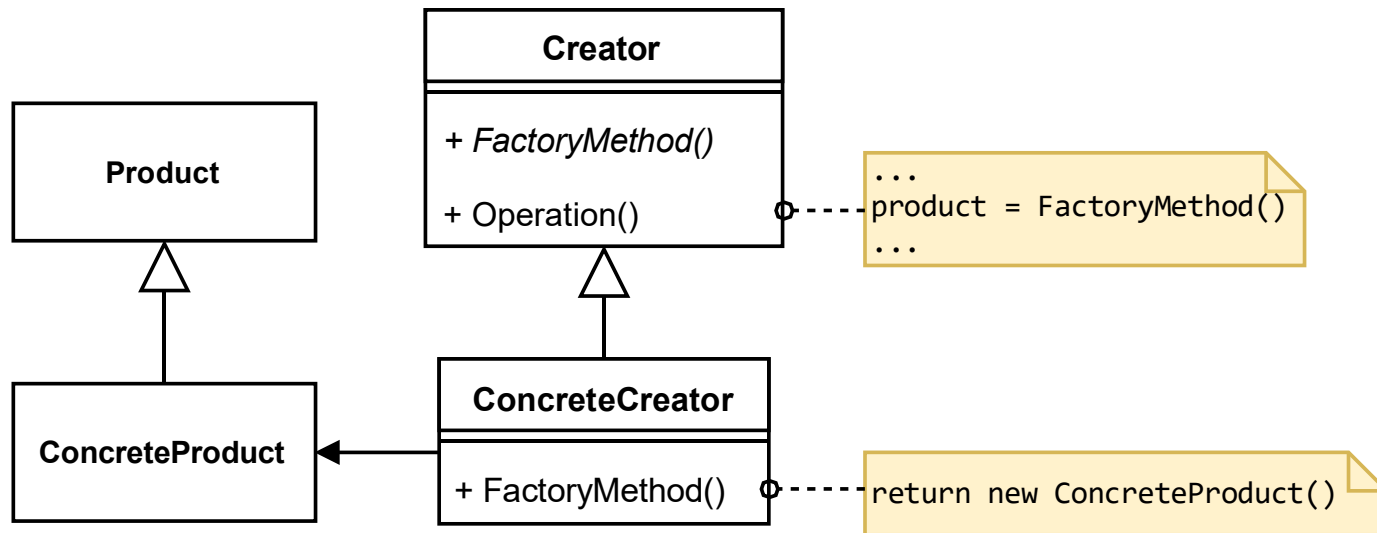 Creator
+ FactoryMethod()
+ Operation()
Product
...
product = FactoryMethod()
...
ConcreteCreator
+ FactoryMethod()
ConcreteProduct
return new ConcreteProduct()